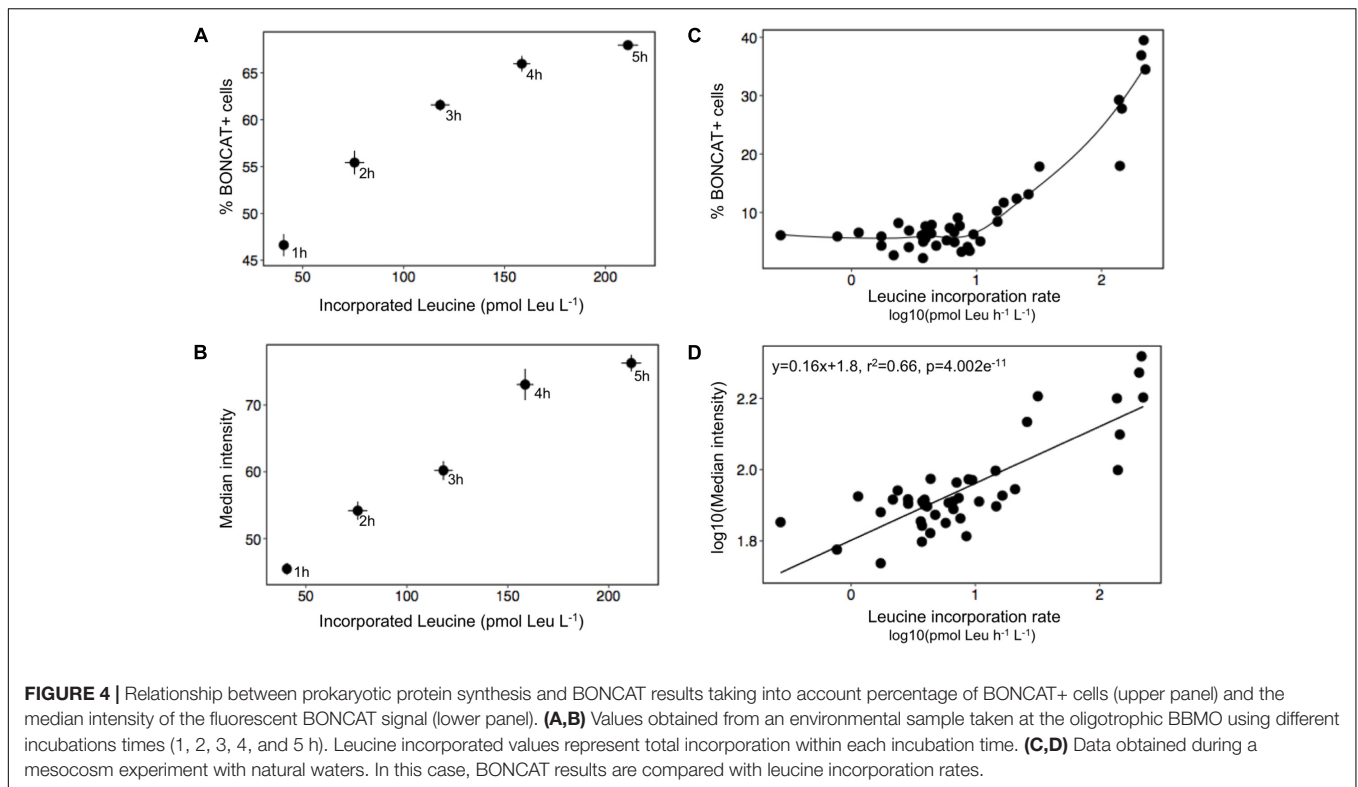 A
% BONCAT+ cells
65
60
55
50
45
1h
2h
3h
4h
5h
50
100
150
200
Incorporated Leucine (pmol Leu L-1)
C
% BONCAT+ cells
40
30
20
10
0
1
2
Leucine incorporation rate
log10(pmol Leu h-1 L-1)
B
Median intensity
70
60
50
1h
2h
3h
4h
5h
50
100
150
200
Incorporated Leucine (pmol Leu L-1)
D
y=0.16x+1.8, r2=0.66, p=4.002e-11
log10(Median intensity)
2.2
2.0
1.8
0
1
2
Leucine incorporation rate
log10(pmol Leu h-1 L-1)
FIGURE 4 | Relationship between prokaryotic protein synthesis and BONCAT results taking into account percentage of BONCAT+ cells (upper panel) and the
median intensity of the fluorescent BONCAT signal (lower panel). (A,B) Values obtained from an environmental sample taken at the oligotrophic BBMO using different
incubations times (1, 2, 3, 4, and 5 h). Leucine incorporated values represent total incorporation within each incubation time. (C,D) Data obtained during a
mesocosm experiment with natural waters. In this case, BONCAT results are compared with leucine incorporation rates.